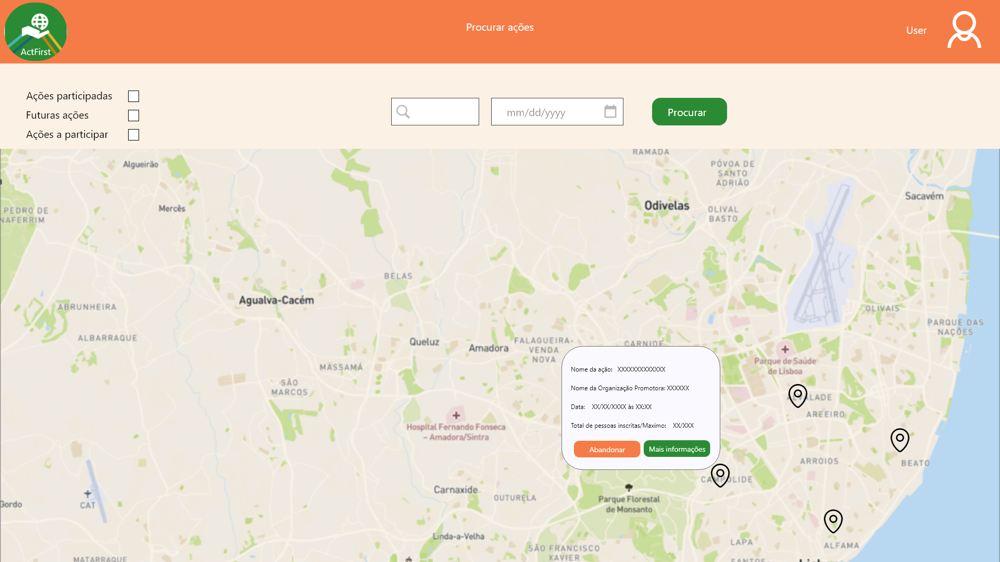 ActFirst
Procurar ações
User
Ações participadas
Futuras ações
Ações a participar
mm/dd/yyyy
Procurar
RAMADA
Algueirão
PÓVOA DE
SANTO
ADRIÃO
Sacavém
Mercês
Odivelas
PEDRO DE
NAFERRIM
OLIVAL
BASTO
BELAS
Agualva-Cacém
ABRUNHEIRA
OLIVAIS
PARQUE DAS
NAÇÕES
ALBARRAQUE
Queluz
Amadora
FALAGUEIRA-
VENDA
NOVA
CARNIDE
Parque de Saúde
de Lisboa
MASSAMÁ
SÃO
MARCOS
Nome da ação: XXXXXXXXXXXXX
Nome da Organização Promotora: XXXXXX
Data: XX/XX/XXXX às XX:XX
Total de pessoas inscritas/Maximo: XX/XXX
Abandonar
Mais informações
ALVALADE
AREEIRO
Hospital Fernando Fonseca
– Amadora/Sintra
ARROIOS
BEATO
CAMPOLIDE
Carnaxide
OUTURELA
Parque Florestal
de Monsanto
Gordo
CAT
Linda-a-Velha
SÃO FRANCISCO
XAVIER
LAPA
ALFAMA
MATARRAQUE
SANTOS
Lisboa